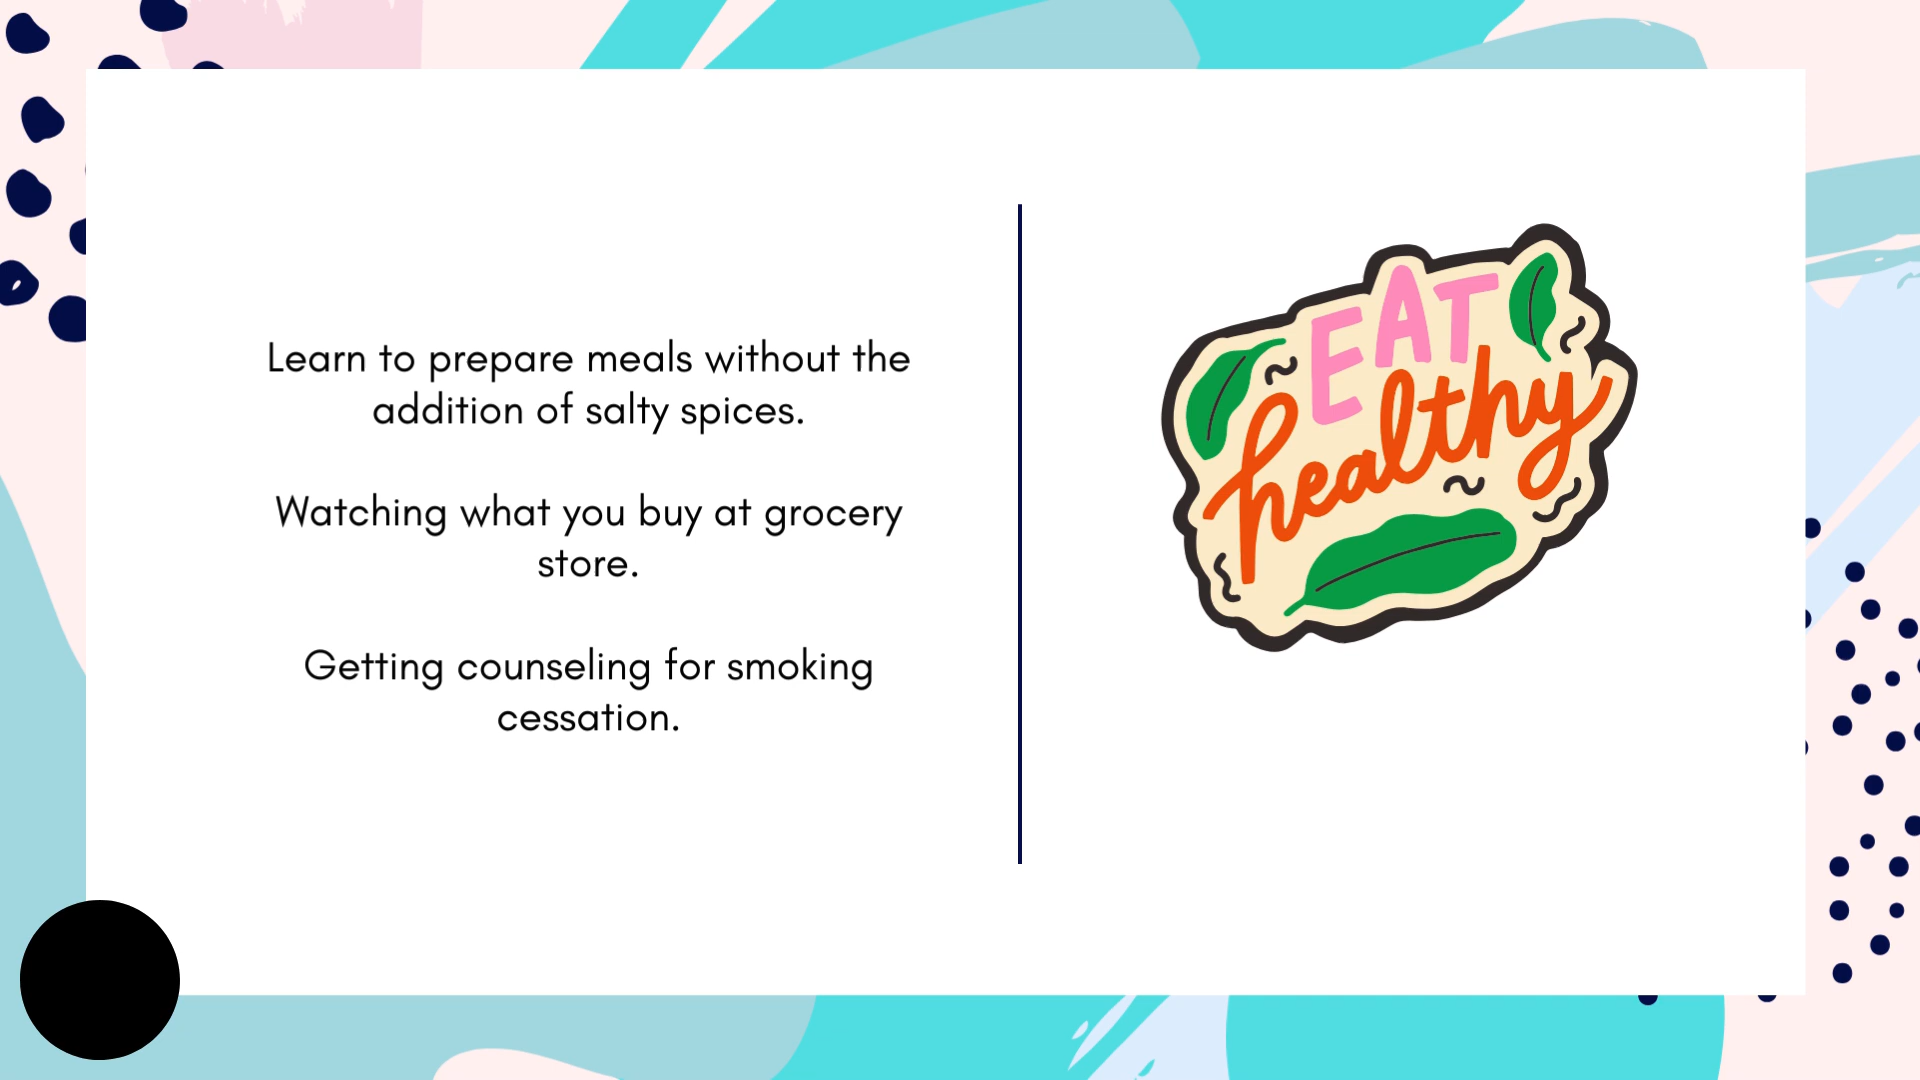 Learn to prepare meals without the
addition of salty spices.
Watching what you buy at grocery
store.
Getting counseling for smoking
cessation.
EAT
healthy